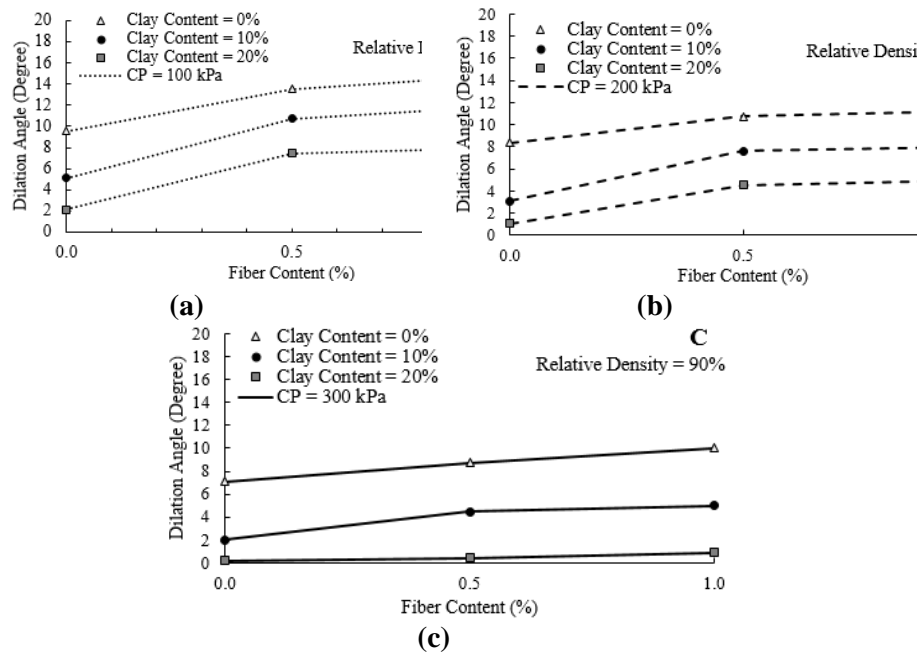 20
18
16
14
12
10
8
6
4
2
0
Dilation Angle (Degree)
Clay Content = 0%
Clay Content = 10%
Clay Content = 20%
CP = 100 kPa
Relative
0.0
0.5
Fiber Content (%)
(a)
20
18
16
14
12
10
8
6
4
2
0
Dilation Angle (Degree)
Clay Content = 0%
Clay Content = 10%
Clay Content = 20%
CP = 200 kPa
Relative Densi
0.0
0.5
Fiber Content (%)
(b)
20
18
16
14
12
10
8
6
4
2
0
Dilation Angle (Degree)
Clay Content = 0%
Clay Content = 10%
Clay Content = 20%
CP = 300 kPa
C
Relative Density = 90%
0.0
0.5
1.0
Fiber Content (%)
(c)